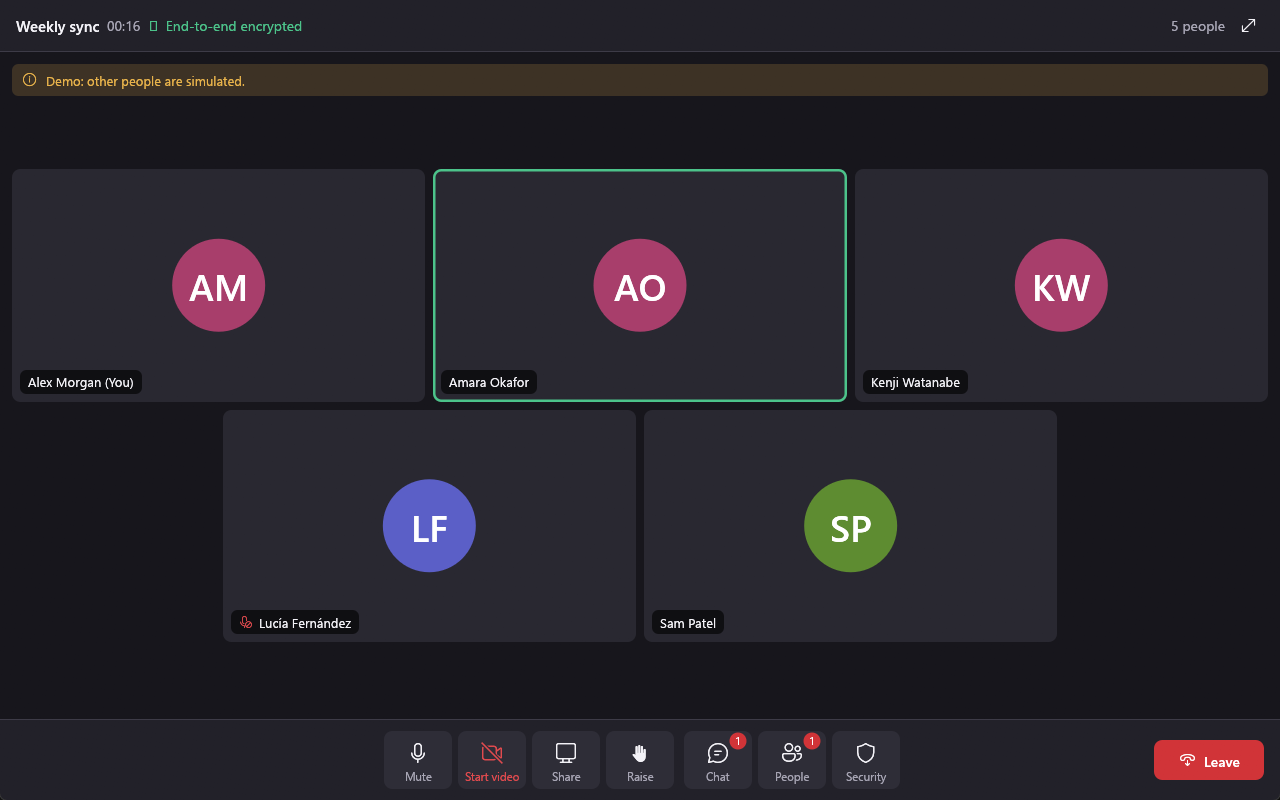 Weekly sync 00:16 End-to-end encrypted 5 people
Demo: other people are simulated.
AM
Alex Morgan (You)
AO
Amara Okafor
KW
Kenji Watanabe
LF
Lucía Fernández
SP
Sam Patel
Mute
Start video
Share
Raise
Chat 1
People 1
Security
Leave